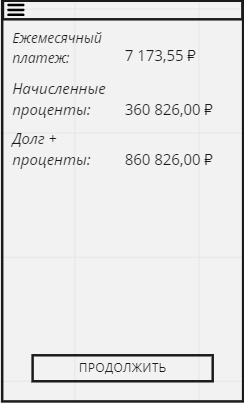 Ежемесячный
платеж: 7 173,55 ₽
Начисленные
проценты: 360 826,00 ₽
Долг +
проценты: 860 826,00 ₽
ПРОДОЛЖИТЬ